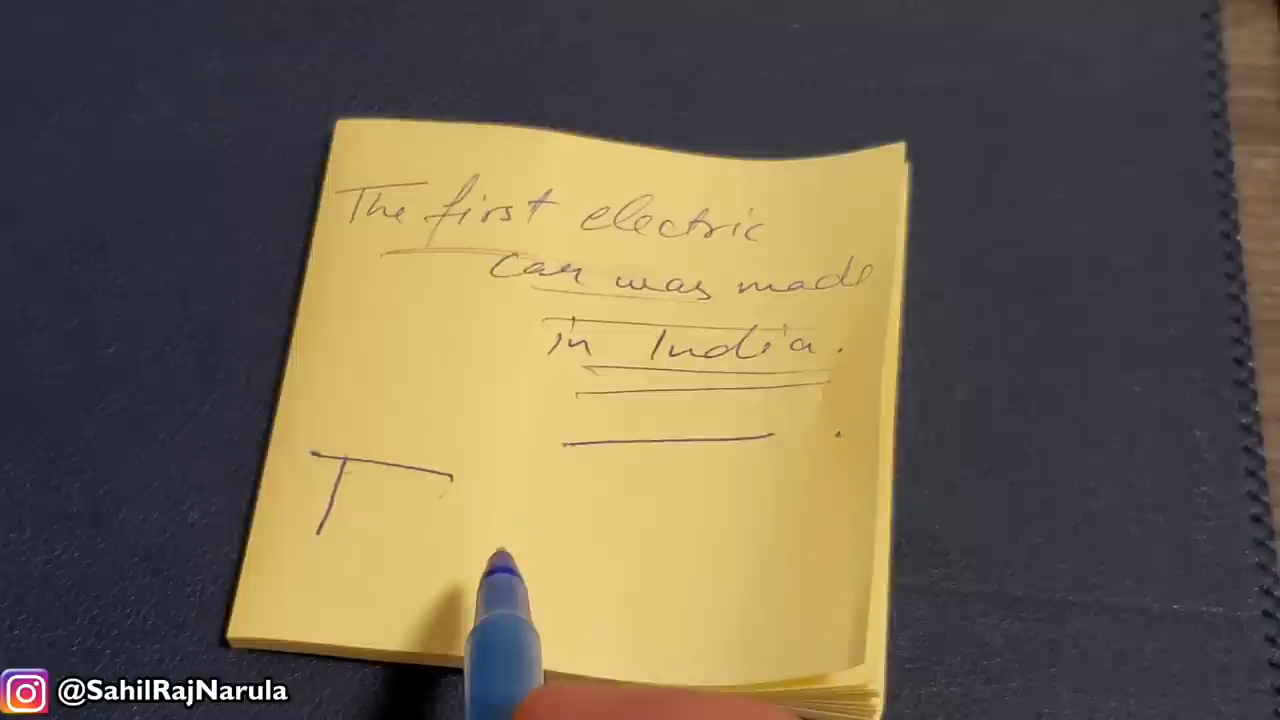 The first electric
car was made
in India.
T
@SahilRajNarula